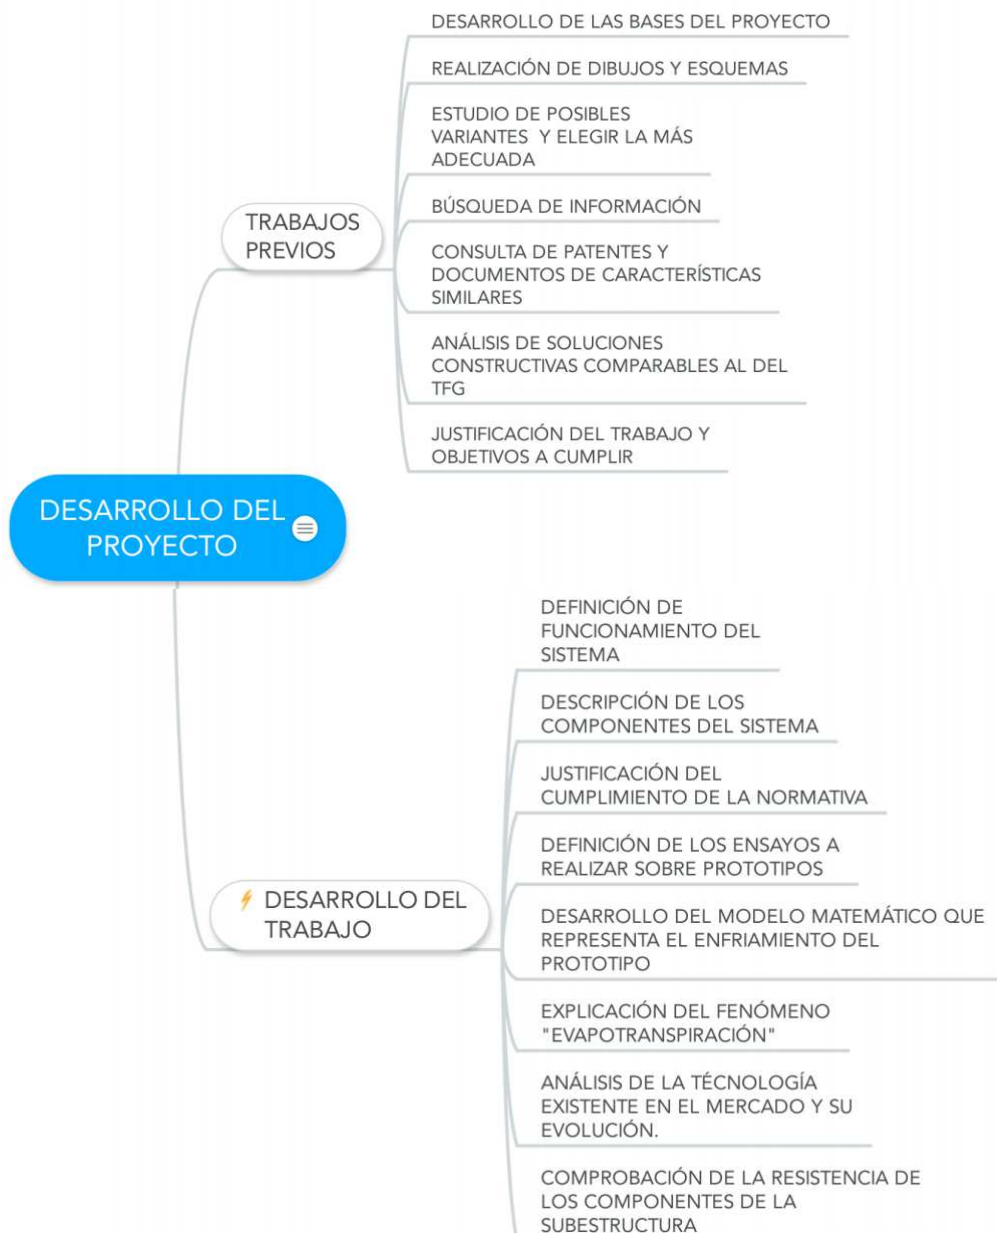 DESARROLLO DE LAS BASES DEL PROYECTO
REALIZACIÓN DE DIBUJOS Y ESQUEMAS
ESTUDIO DE POSIBLES
VARIANTES Y ELEGIR LA MÁS
ADECUADA
BÚSQUEDA DE INFORMACIÓN
CONSULTA DE PATENTES Y
DOCUMENTOS DE CARACTERÍSTICAS
SIMILARES
ANÁLISIS DE SOLUCIONES
CONSTRUCTIVAS COMPARABLES AL DEL
TFG
JUSTIFICACIÓN DEL TRABAJO Y
OBJETIVOS A CUMPLIR
TRABAJOS
PREVIOS
DESARROLLO DEL
PROYECTO
DEFINICIÓN DE
FUNCIONAMIENTO DEL
SISTEMA
DESCRIPCIÓN DE LOS
COMPONENTES DEL SISTEMA
JUSTIFICACIÓN DEL
CUMPLIMIENTO DE LA NORMATIVA
DEFINICIÓN DE LOS ENSAYOS A
REALIZAR SOBRE PROTOTIPOS
DESARROLLO DEL MODELO MATEMÁTICO QUE
REPRESENTA EL ENFRIAMIENTO DEL
PROTOTIPO
EXPLICACIÓN DEL FENÓMENO
"EVAPOTRANSPIRACIÓN"
ANÁLISIS DE LA TÉCNOLOGÍA
EXISTENTE EN EL MERCADO Y SU
EVOLUCIÓN.
COMPROBACIÓN DE LA RESISTENCIA DE
LOS COMPONENTES DE LA
SUBESTRUCTURA
DESARROLLO DEL
TRABAJO